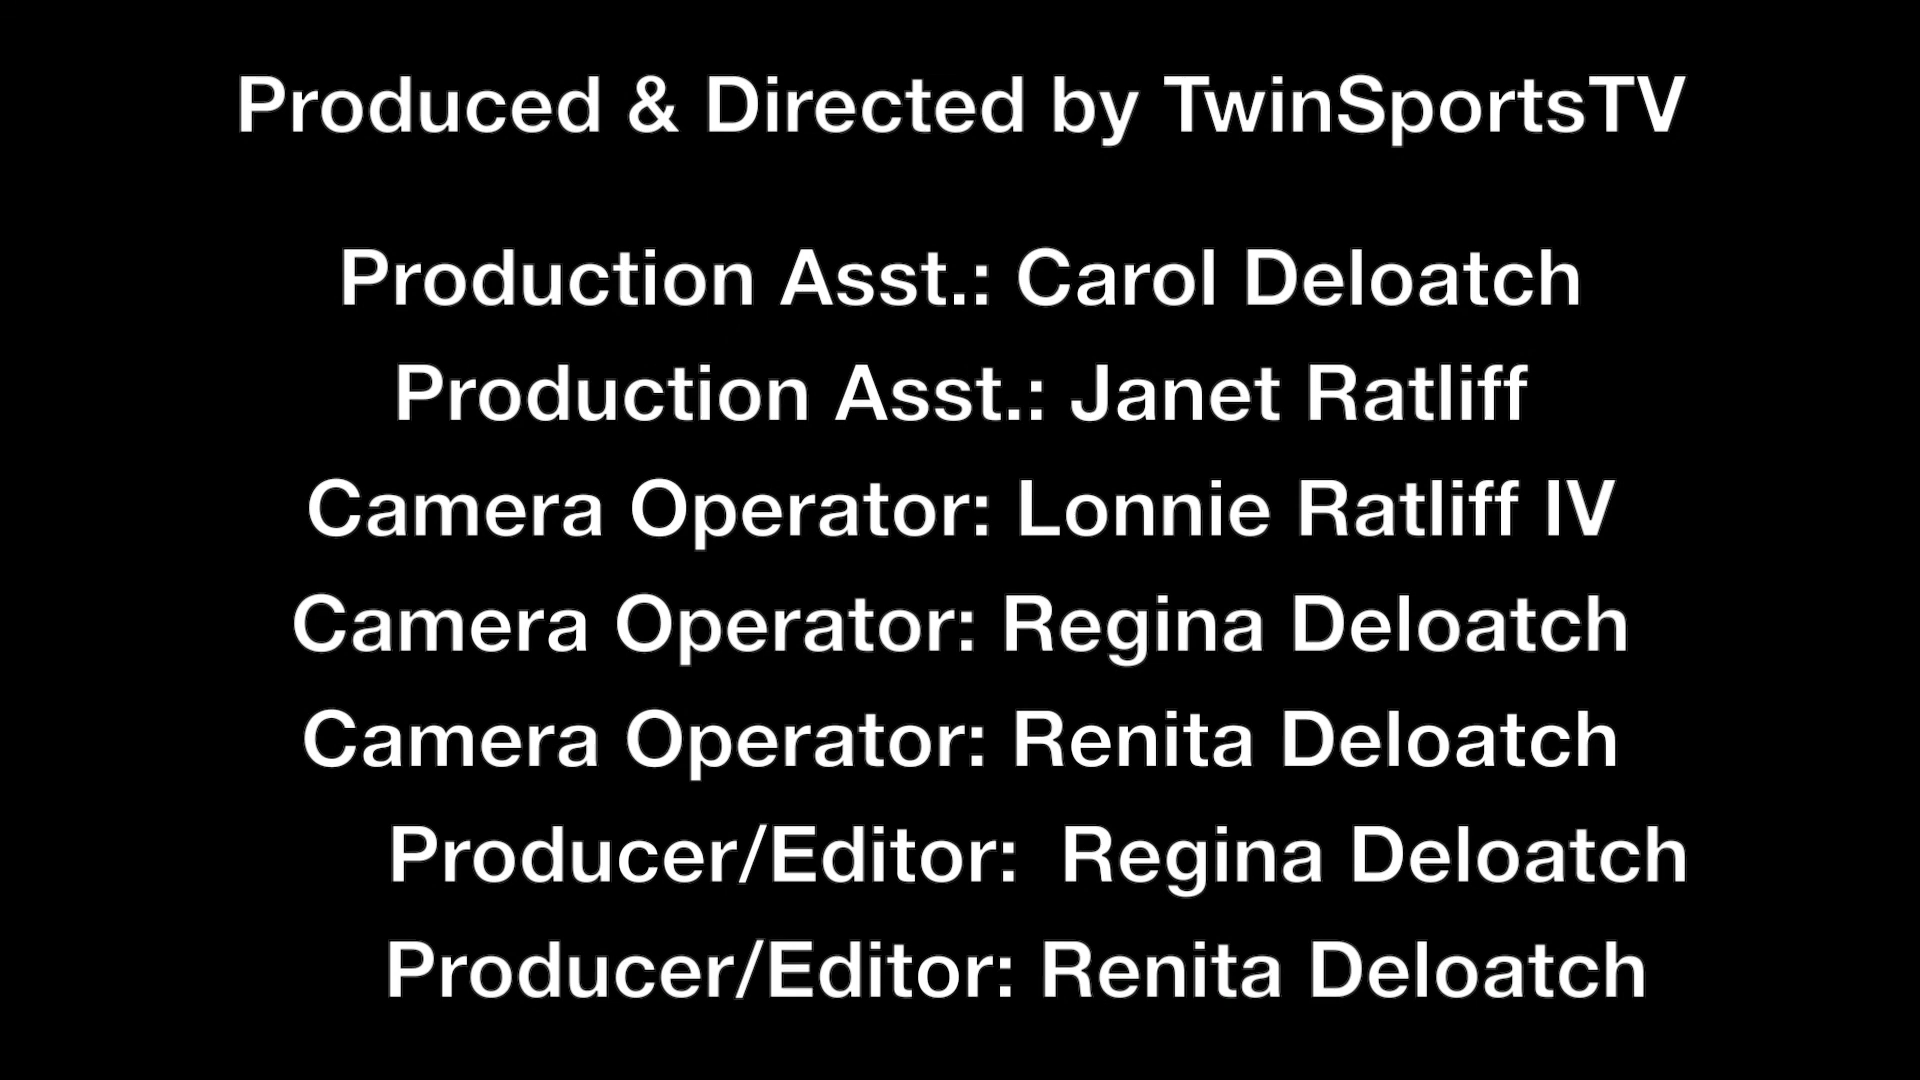 Produced & Directed by TwinSportsTV
Production Asst.: Carol Deloatch
Production Asst.: Janet Ratliff
Camera Operator: Lonnie Ratliff IV
Camera Operator: Regina Deloatch
Camera Operator: Renita Deloatch
Producer/Editor: Regina Deloatch
Producer/Editor: Renita Deloatch